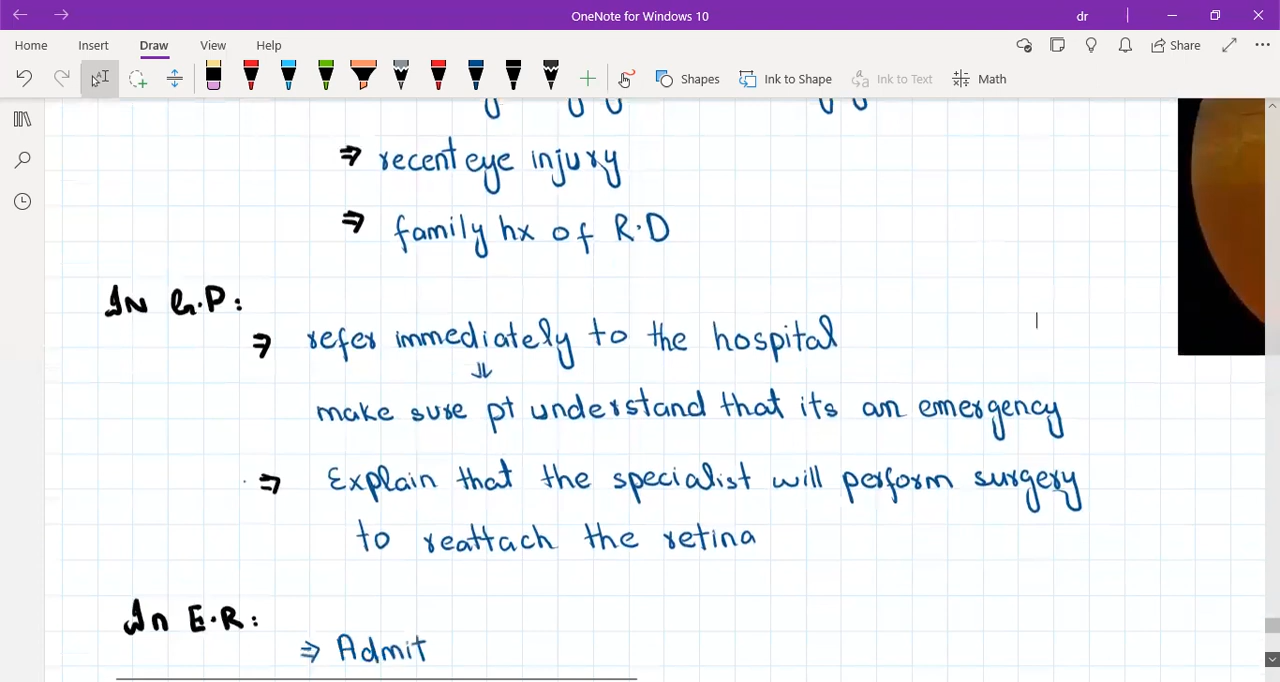 OneNote for Windows 10
dr
Home Insert Draw View Help
Share
Shapes Ink to Shape Ink to Text Math
⇒ recent eye injury
⇒ family hx of R.D
In G.P:
⇒ refer immediately to the hospital
⇓
make sure pt understand that its an emergency
⇒ Explain that the specialist will perform surgery
to reattach the retina
In E.R:
⇒ Admit